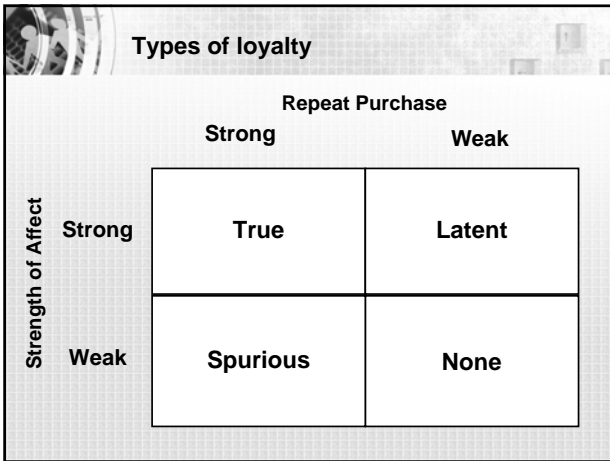 Types of loyalty
Repeat Purchase
Strong Weak
Strength of Affect
Strong True Latent
Weak Spurious None